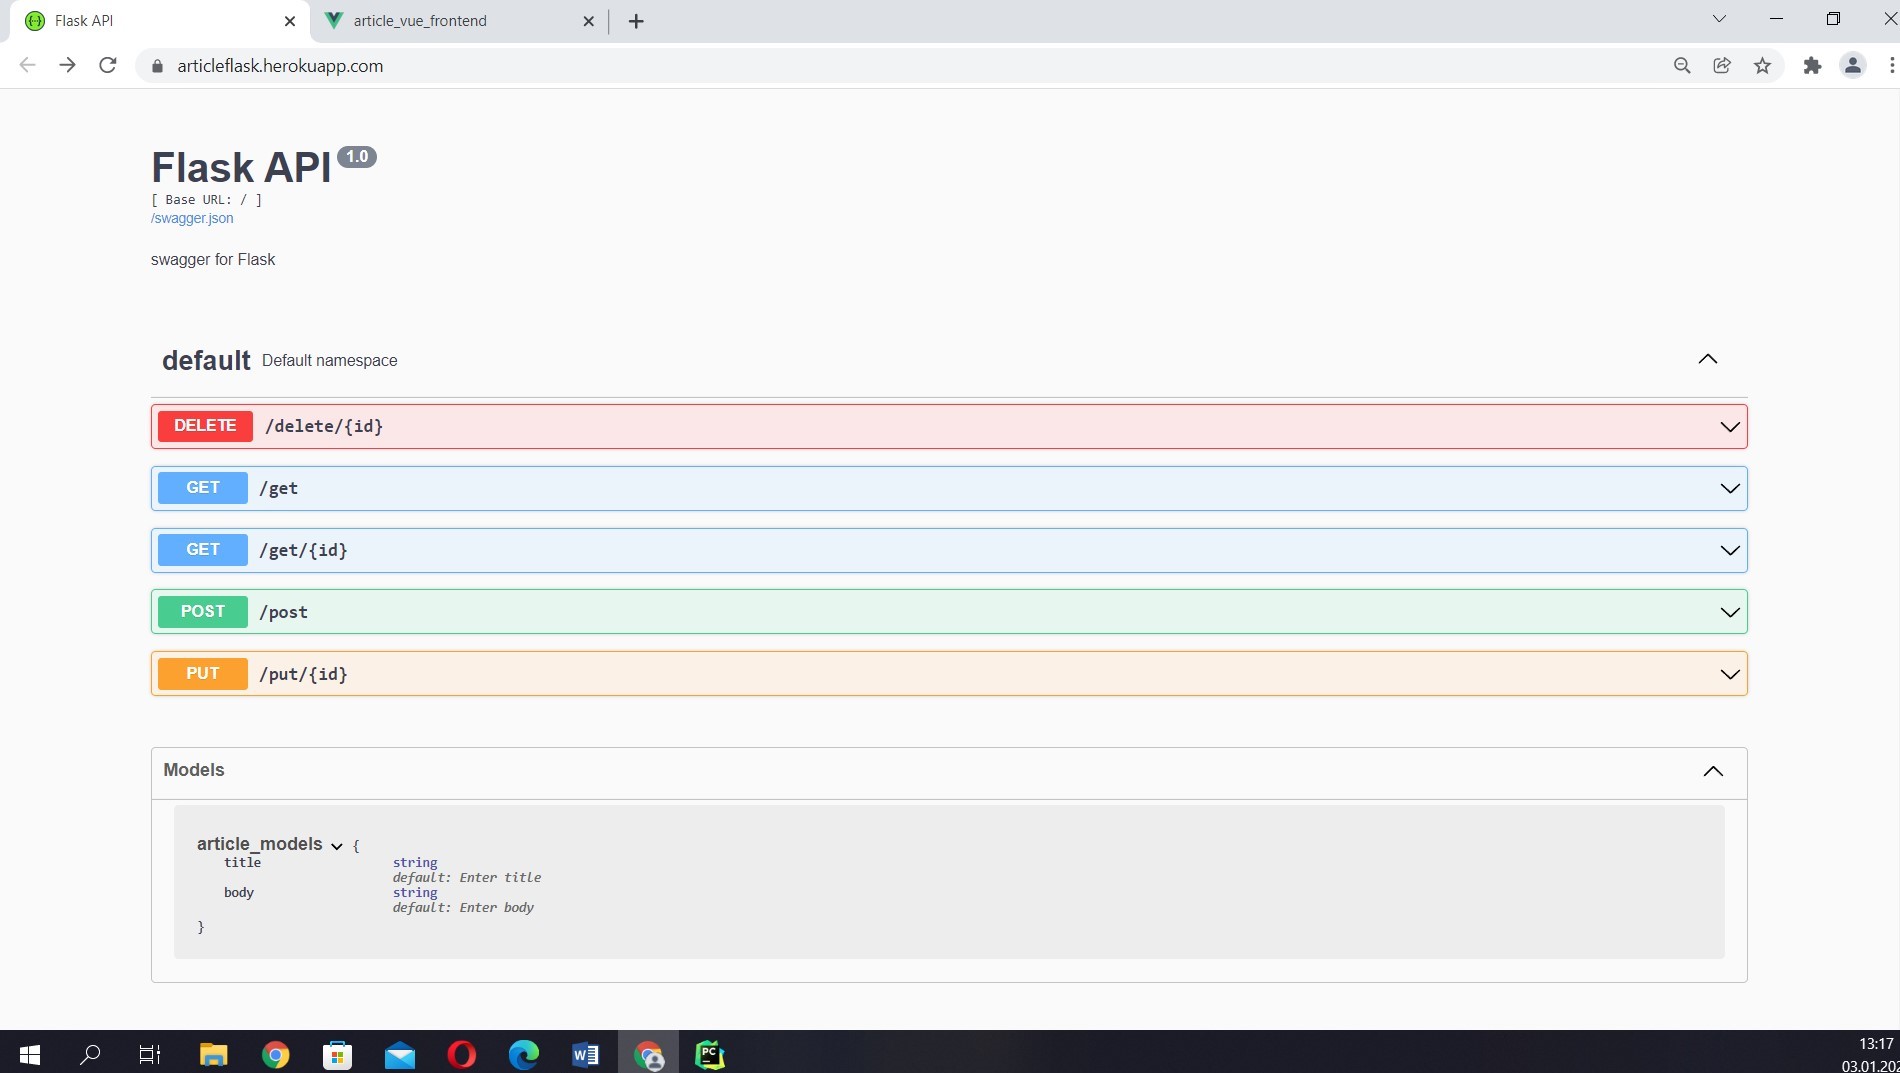 Flask API
article_vue_frontend
articleflask.herokuapp.com
Flask API 1.0
[ Base URL: / ]
/swagger.json
swagger for Flask
default Default namespace
DELETE /delete/{id}
GET /get
GET /get/{id}
POST /post
PUT /put/{id}
Models
article_models {
title string
default: Enter title
body string
default: Enter body
}
PC
13:17
03.01.202